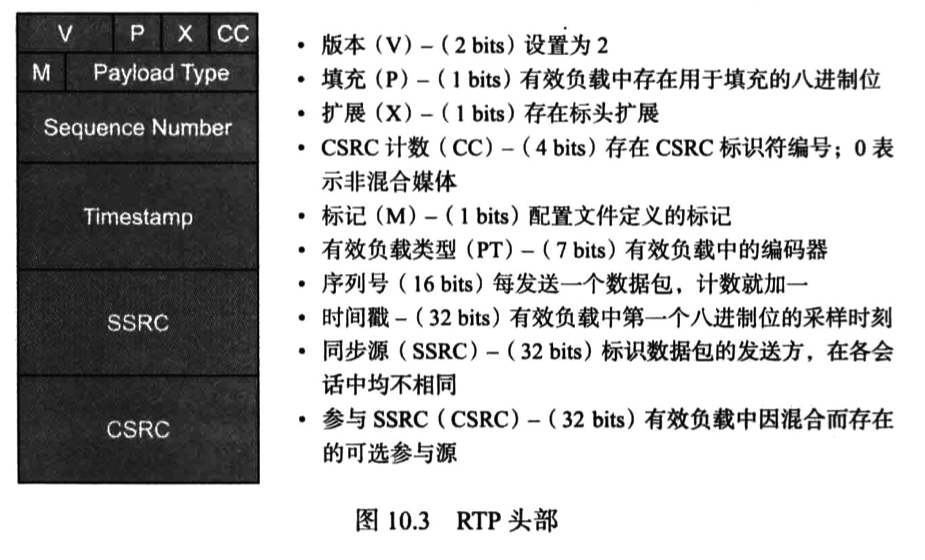 V P X CC
M Payload Type
Sequence Number
Timestamp
SSRC
CSRC
• 版本（V）–（2 bits）设置为 2
• 填充（P）–（1 bits）有效负载中存在用于填充的八进制位
• 扩展（X）–（1 bits）存在标头扩展
• CSRC 计数（CC）–（4 bits）存在 CSRC 标识符编号；0 表
示非混合媒体
• 标记（M）–（1 bits）配置文件定义的标记
• 有效负载类型（PT）–（7 bits）有效负载中的编码器
• 序列号（16 bits）每发送一个数据包，计数就加一
• 时间戳 –（32 bits）有效负载中第一个八进制位的采样时刻
• 同步源（SSRC）–（32 bits）标识数据包的发送方，在各会
话中均不相同
• 参与 SSRC（CSRC）–（32 bits）有效负载中因混合而存在
的可选参与源
图 10.3 RTP 头部